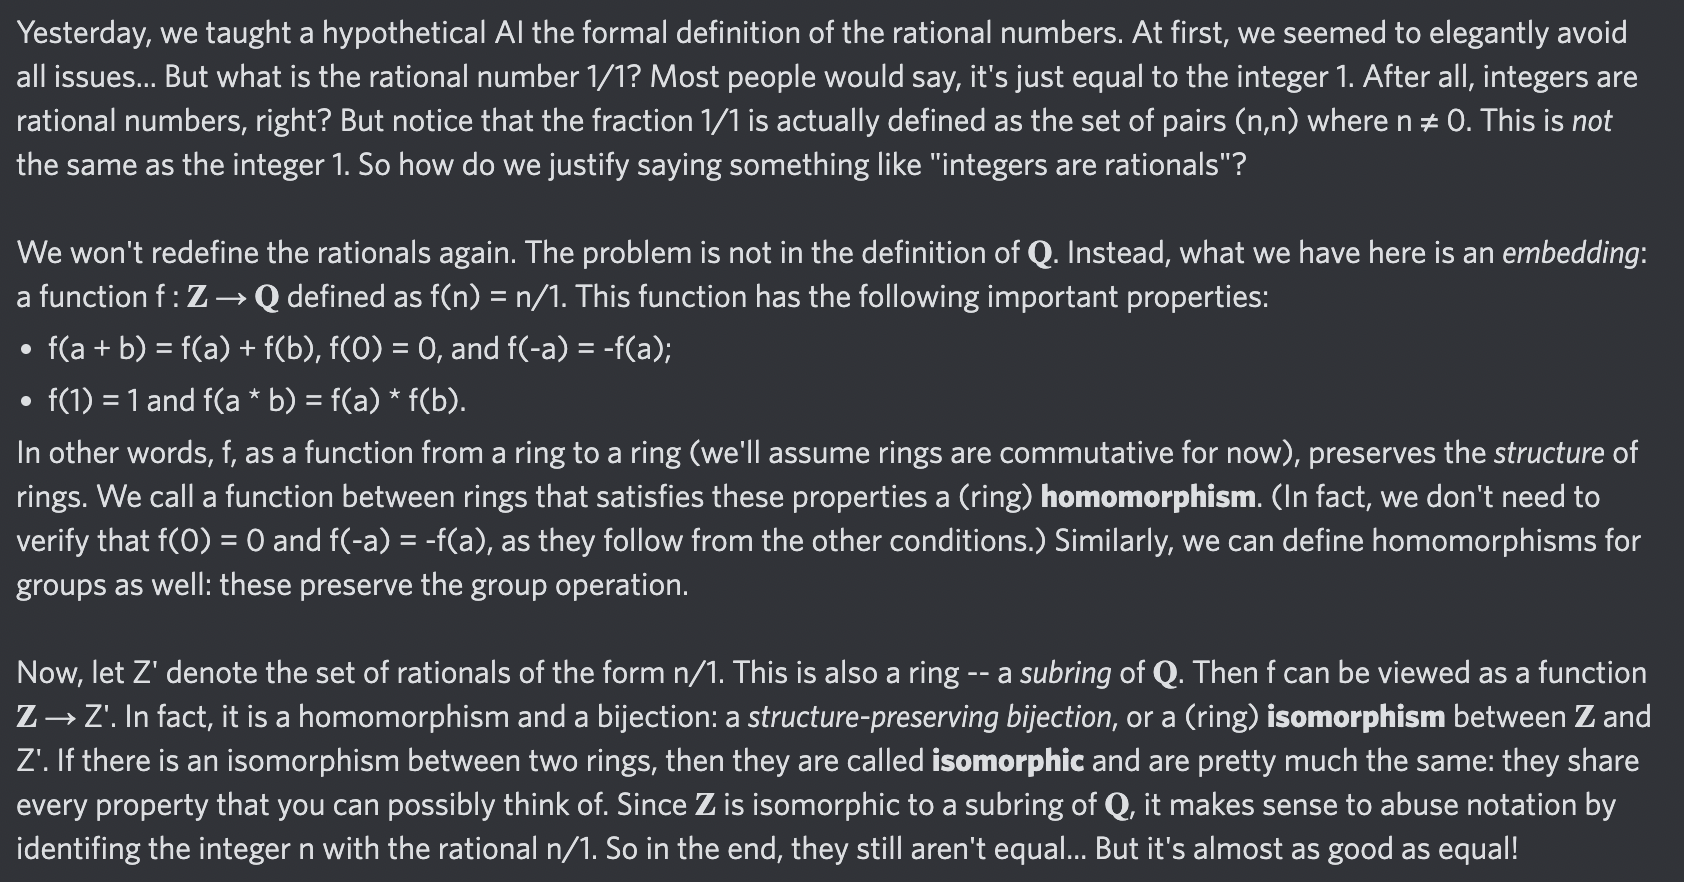 Yesterday, we taught a hypothetical AI the formal definition of the rational numbers. At first, we seemed to elegantly avoid
all issues... But what is the rational number 1/1? Most people would say, it's just equal to the integer 1. After all, integers are
rational numbers, right? But notice that the fraction 1/1 is actually defined as the set of pairs (n,n) where n ≠ 0. This is not
the same as the integer 1. So how do we justify saying something like "integers are rationals"?
We won't redefine the rationals again. The problem is not in the definition of 𝐐. Instead, what we have here is an embedding:
a function f : 𝐙 → 𝐐 defined as f(n) = n/1. This function has the following important properties:
• f(a + b) = f(a) + f(b), f(0) = 0, and f(-a) = -f(a);
• f(1) = 1 and f(a * b) = f(a) * f(b).
In other words, f, as a function from a ring to a ring (we'll assume rings are commutative for now), preserves the structure of
rings. We call a function between rings that satisfies these properties a (ring) homomorphism. (In fact, we don't need to
verify that f(0) = 0 and f(-a) = -f(a), as they follow from the other conditions.) Similarly, we can define homomorphisms for
groups as well: these preserve the group operation.
Now, let Z' denote the set of rationals of the form n/1. This is also a ring -- a subring of 𝐐. Then f can be viewed as a function
𝐙 → Z'. In fact, it is a homomorphism and a bijection: a structure-preserving bijection, or a (ring) isomorphism between 𝐙 and
Z'. If there is an isomorphism between two rings, then they are called isomorphic and are pretty much the same: they share
every property that you can possibly think of. Since 𝐙 is isomorphic to a subring of 𝐐, it makes sense to abuse notation by
identifing the integer n with the rational n/1. So in the end, they still aren't equal... But it's almost as good as equal!